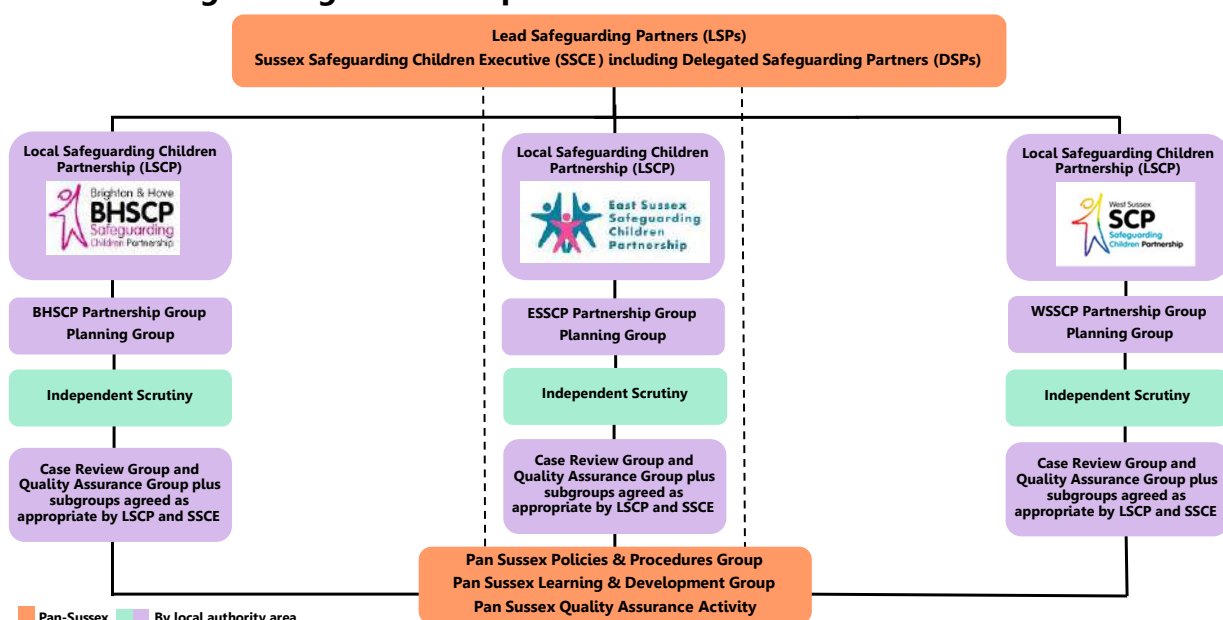 Lead Safeguarding Partners (LSPs)
Sussex Safeguarding Children Executive (SSCE) including Delegated Safeguarding Partners (DSPs)
Local Safeguarding Children
Partnership (LSCP)
Brighton & Hove
BHSCP
Safeguarding
Children Partnership
Local Safeguarding Children
Partnership (LSCP)
East Sussex
Safeguarding
Children
Partnership
Local Safeguarding Children
Partnership (LSCP)
West Sussex
SCP
Safeguarding
Children Partnership
BHSCP Partnership Group
Planning Group
ESSCP Partnership Group
Planning Group
WSSCP Partnership Group
Planning Group
Independent Scrutiny
Independent Scrutiny
Independent Scrutiny
Case Review Group and
Quality Assurance Group plus
subgroups agreed as
appropriate by LSCP and SSCE
Case Review Group and
Quality Assurance Group plus
subgroups agreed as
appropriate by LSCP and SSCE
Case Review Group and
Quality Assurance Group plus
subgroups agreed as
appropriate by LSCP and SSCE
Pan Sussex Policies & Procedures Group
Pan Sussex Learning & Development Group
Pan Sussex Quality Assurance Activity
Pan-Sussex
By local authority area